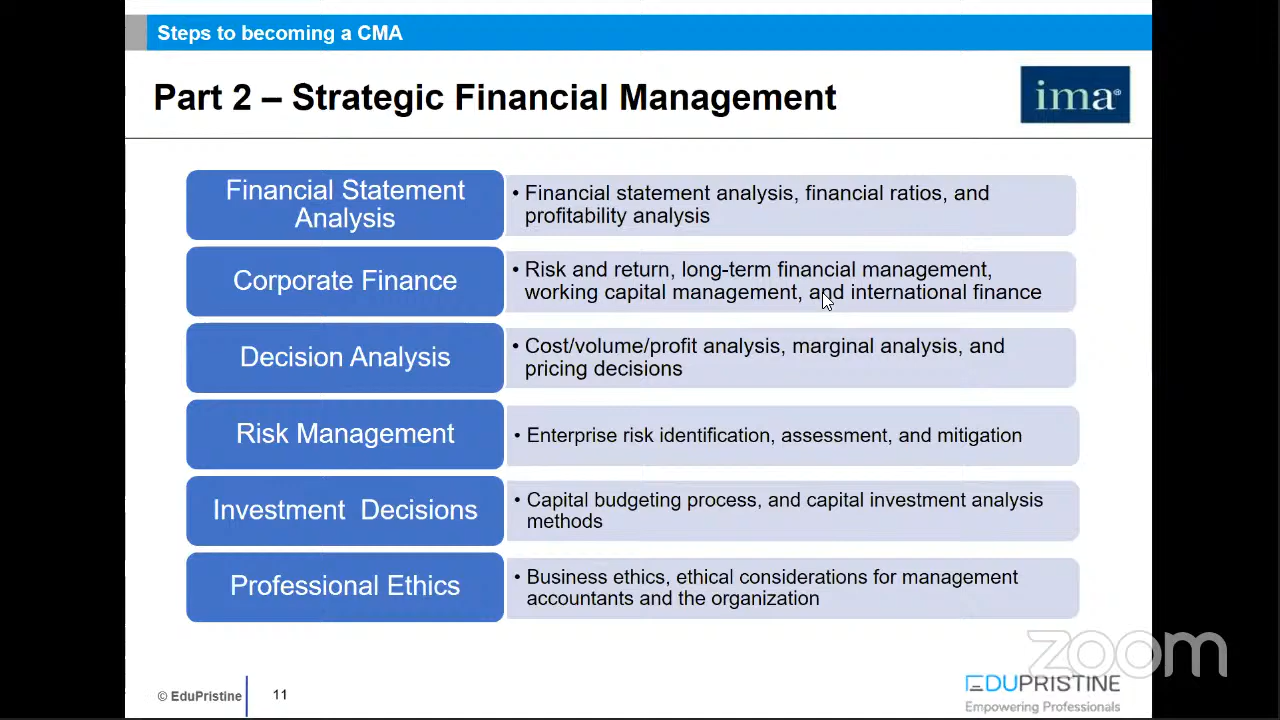 Steps to becoming a CMA
Part 2 – Strategic Financial Management
ima®
Financial Statement
Analysis
• Financial statement analysis, financial ratios, and
profitability analysis
Corporate Finance
• Risk and return, long-term financial management,
working capital management, and international finance
Decision Analysis
• Cost/volume/profit analysis, marginal analysis, and
pricing decisions
Risk Management
• Enterprise risk identification, assessment, and mitigation
Investment Decisions
• Capital budgeting process, and capital investment analysis
methods
Professional Ethics
• Business ethics, ethical considerations for management
accountants and the organization
zoom
© EduPristine
11
EDUPRISTINE
Empowering Professionals